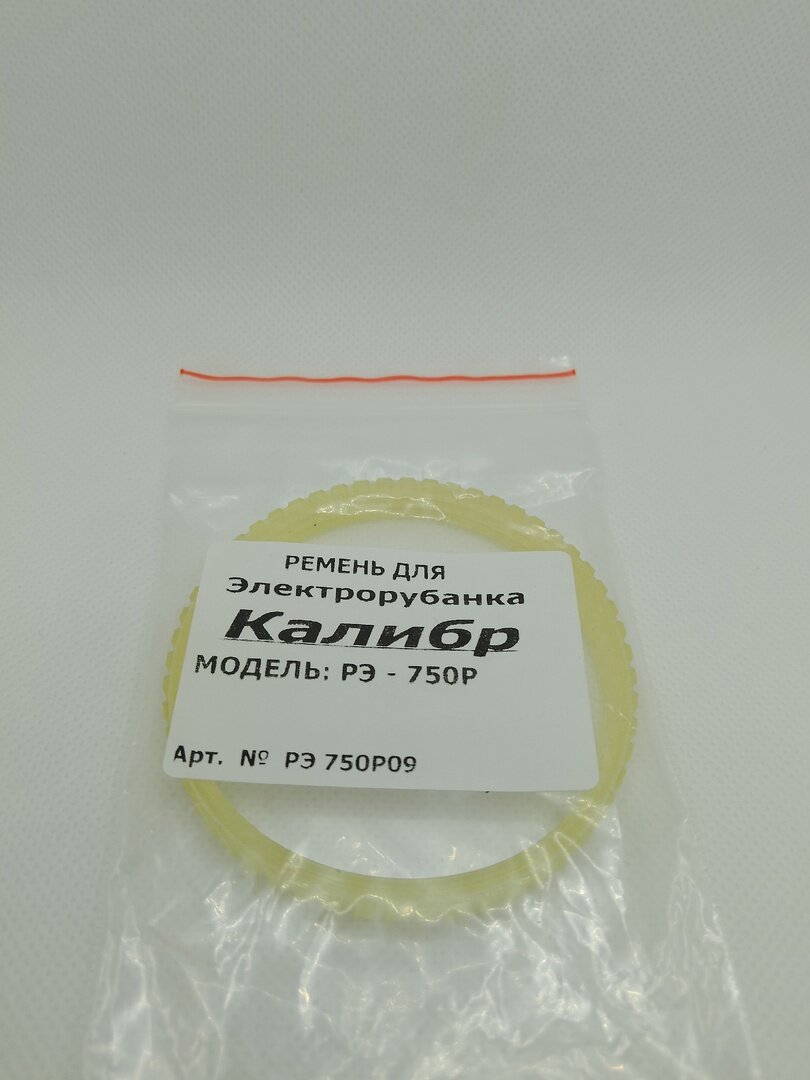 РЕМЕНЬ ДЛЯ
Электрорубанка
Калибр
МОДЕЛЬ: РЭ - 750Р
Арт. № РЭ 750Р09